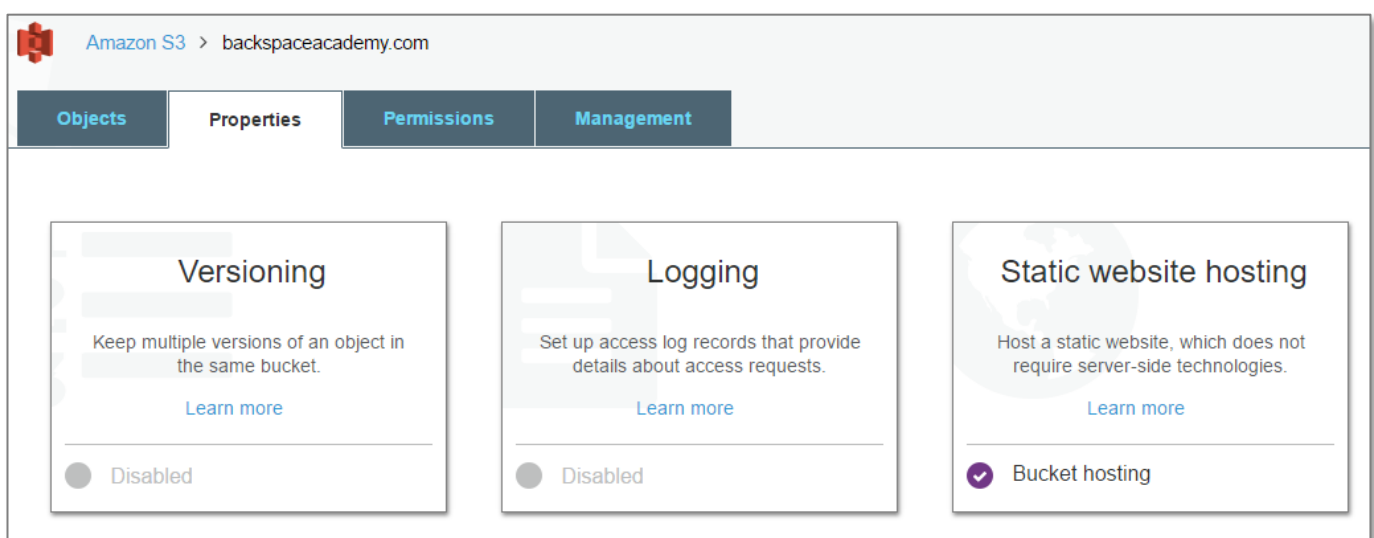 Amazon S3 > backspaceacademy.com
Objects Properties Permissions Management
Versioning
Keep multiple versions of an object in
the same bucket.
Learn more
Disabled
Logging
Set up access log records that provide
details about access requests.
Learn more
Disabled
Static website hosting
Host a static website, which does not
require server-side technologies.
Learn more
Bucket hosting